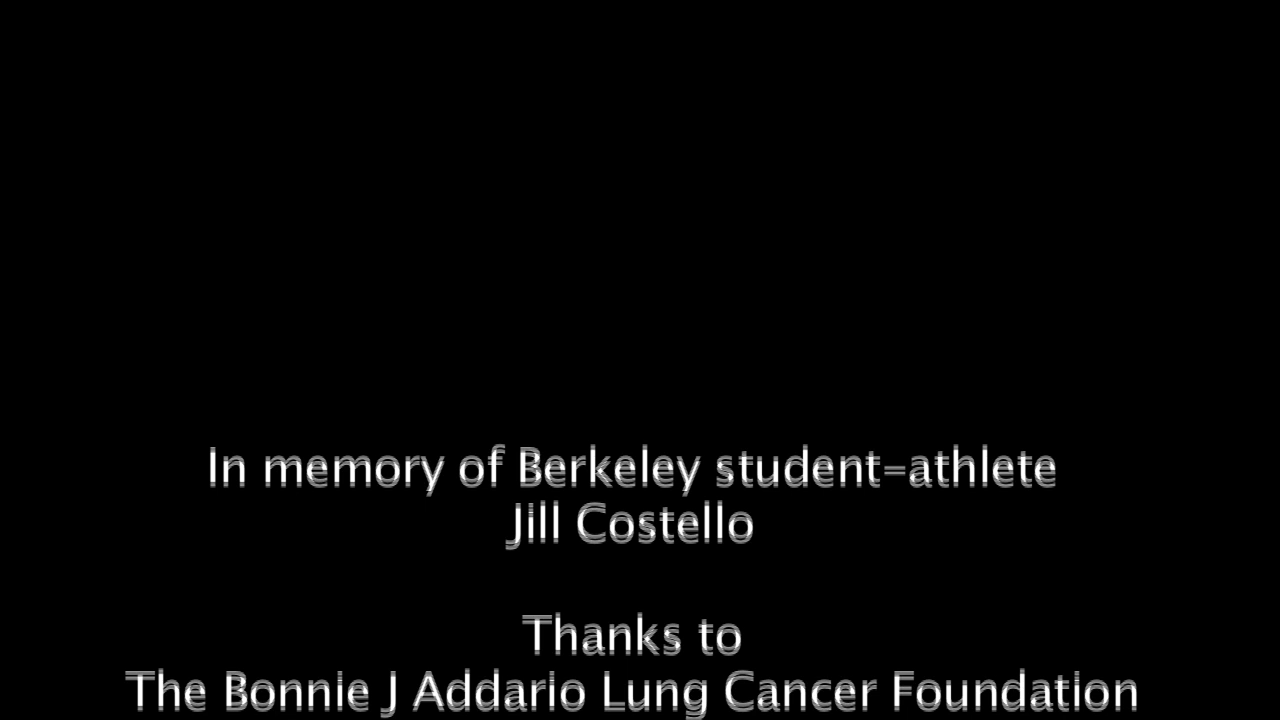 In memory of Berkeley student-athlete
Jill Costello
Thanks to
The Bonnie J Addario Lung Cancer Foundation